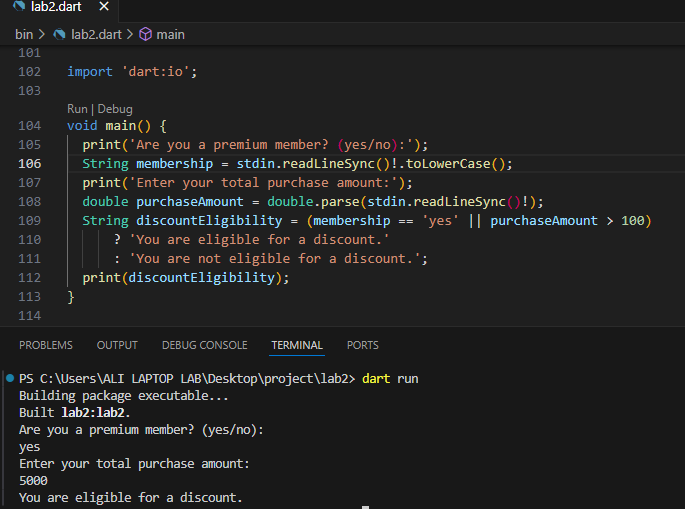 lab2.dart
bin > lab2.dart > main
101
102 import 'dart:io';
103
Run | Debug
104 void main() {
105   print('Are you a premium member? (yes/no):');
106   String membership = stdin.readLineSync()!.toLowerCase();
107   print('Enter your total purchase amount:');
108   double purchaseAmount = double.parse(stdin.readLineSync()!);
109   String discountEligibility = (membership == 'yes' || purchaseAmount > 100)
110       ? 'You are eligible for a discount.'
111       : 'You are not eligible for a discount.';
112   print(discountEligibility);
113 }
114
PROBLEMS OUTPUT DEBUG CONSOLE TERMINAL PORTS
PS C:\Users\ALI LAPTOP LAB\Desktop\project\lab2> dart run
Building package executable...
Built lab2:lab2.
Are you a premium member? (yes/no):
yes
Enter your total purchase amount:
5000
You are eligible for a discount.